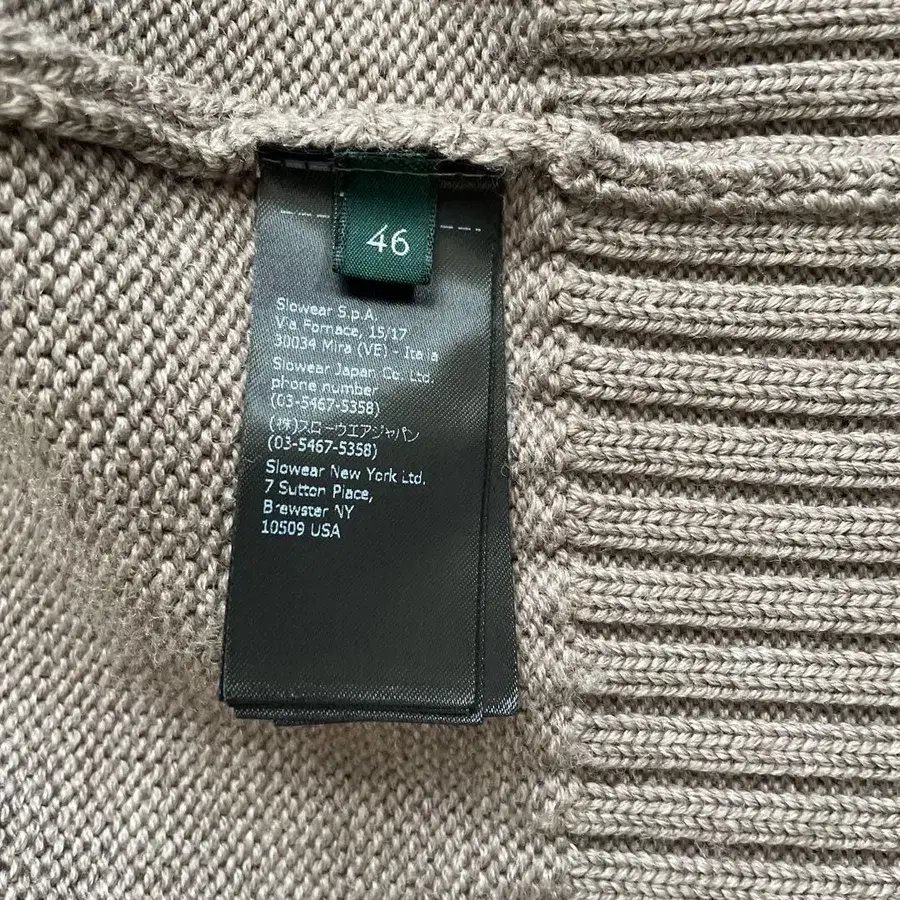 46
Slowear S.p.A.
Via Fornace, 15/17
30034 Mira (VE) - Italia
Slowear Japan Co. Ltd.
phone number
(03-5467-5358)
(株)スローウエアジャパン
(03-5467-5358)
Slowear New York Ltd.
7 Sutton Place,
Brewster NY
10509 USA